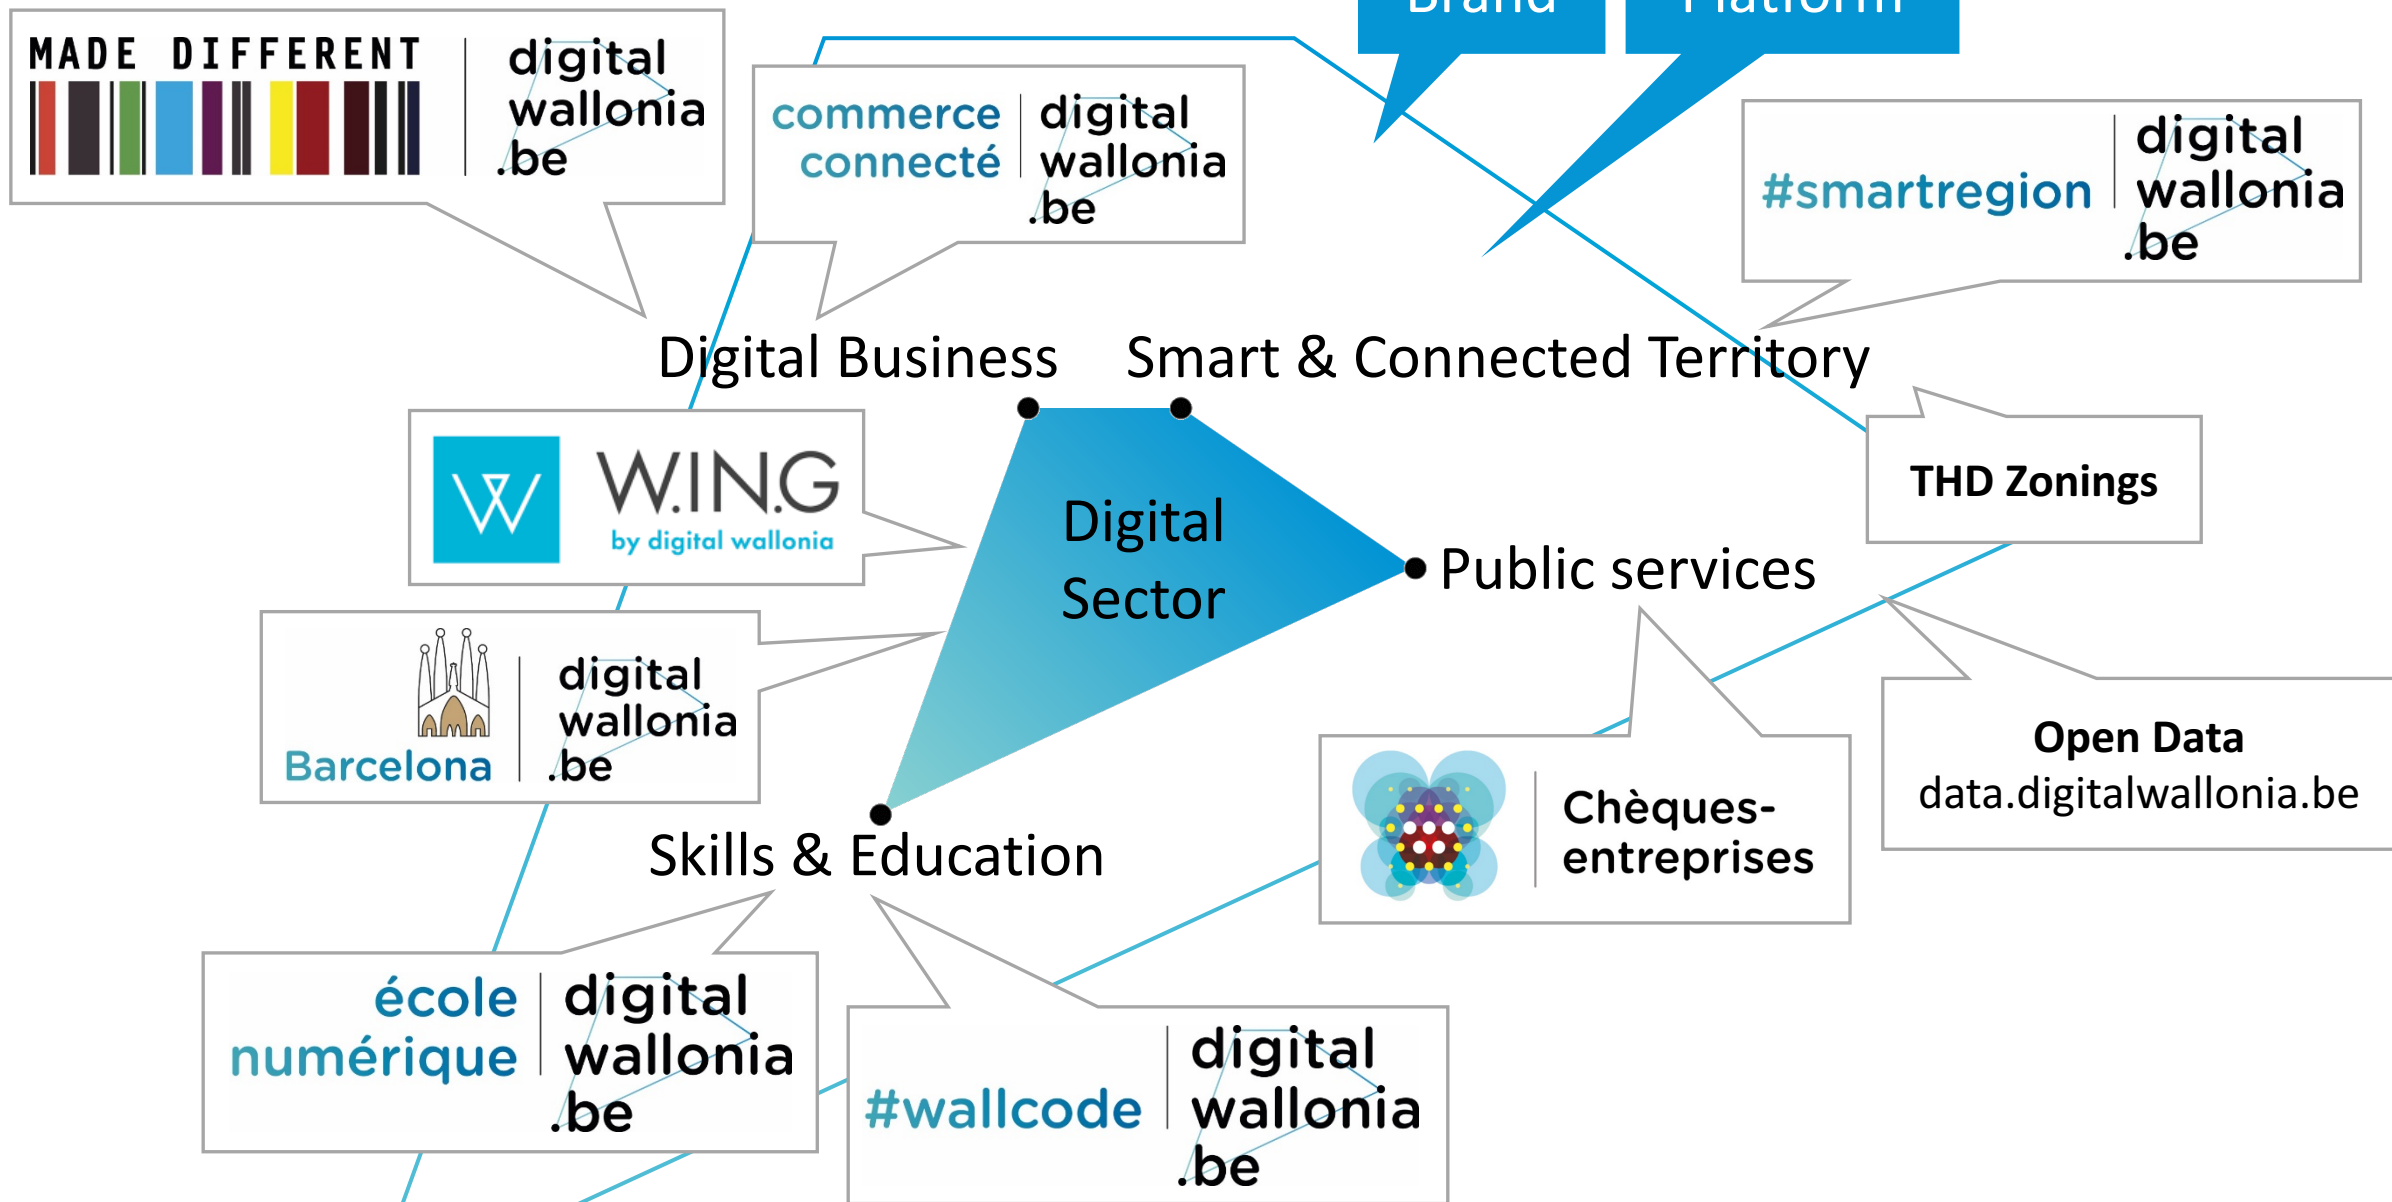 Brand
Platform
MADE DIFFERENT
digital
wallonia
.be
commerce
connecté
digital
wallonia
.be
#smartregion
digital
wallonia
.be
Digital Business
Smart & Connected Territory
W.IN.G
by digital wallonia
THD Zonings
Digital
Sector
Public services
Barcelona
digital
wallonia
.be
Open Data
data.digitalwallonia.be
Chèques-
entreprises
Skills & Education
école
numérique
digital
wallonia
.be
#wallcode
digital
wallonia
.be